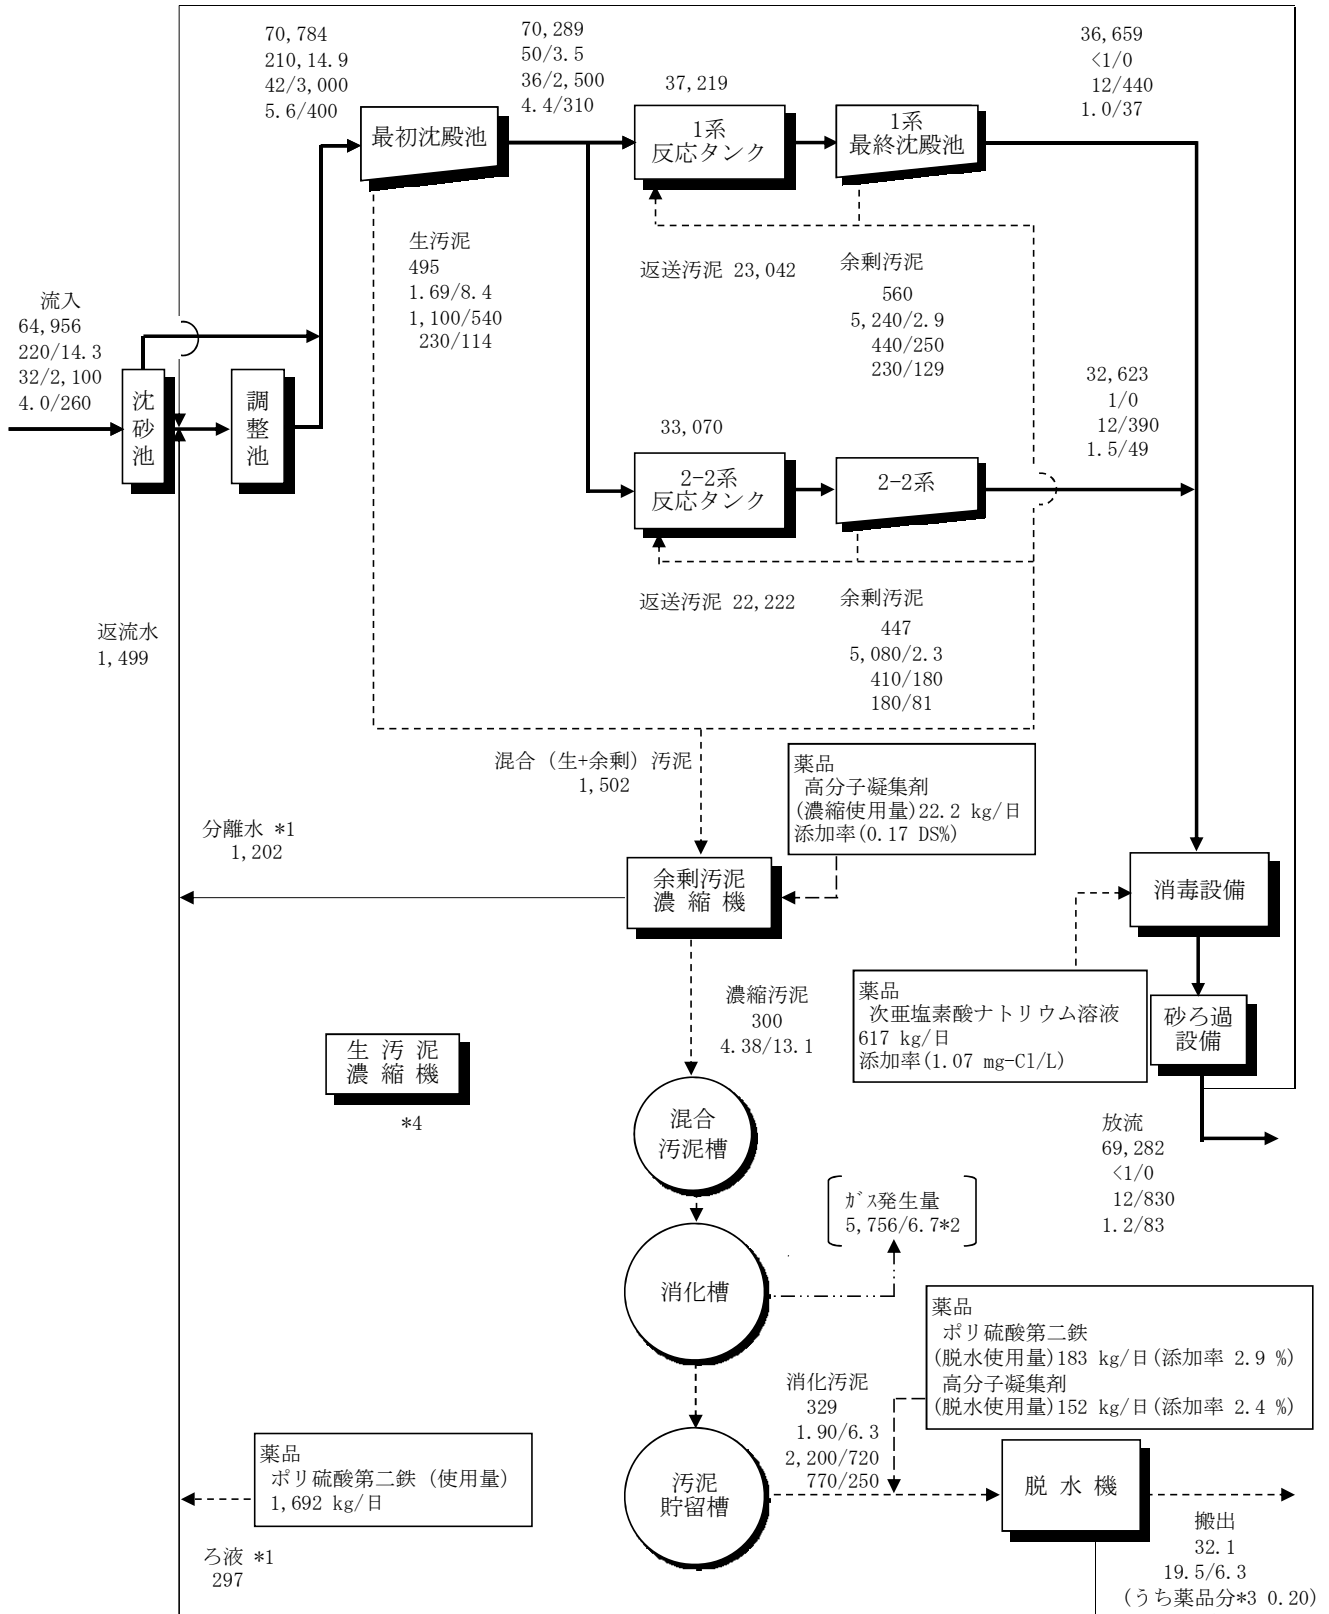 70,784
210,14.9
42/3,000
5.6/400
70,289
50/3.5
36/2,500
4.4/310
36,659
<1/0
12/440
1.0/37
37,219
最初沈殿池
1系
反応タンク
1系
最終沈殿池
生汚泥
495
1.69/8.4
1,100/540
230/114
返送汚泥 23,042
余剰汚泥
560
5,240/2.9
440/250
230/129
流入
64,956
220/14.3
32/2,100
4.0/260
沈
砂
池
調
整
池
32,623
1/0
12/390
1.5/49
33,070
2-2系
反応タンク
2-2系
返送汚泥 22,222
余剰汚泥
447
5,080/2.3
410/180
180/81
返流水
1,499
混合 (生+余剰) 汚泥
1,502
薬品
高分子凝集剤
(濃縮使用量)22.2 kg/日
添加率(0.17 DS%)
分離水 *1
1,202
余剰汚泥
濃 縮 機
消毒設備
濃縮汚泥
300
4.38/13.1
薬品
次亜塩素酸ナトリウム溶液
617 kg/日
添加率(1.07 mg-Cl/L)
砂ろ過
設備
生 汚 泥
濃 縮 機
*4
混合
汚泥槽
放流
69,282
<1/0
12/830
1.2/83
ガス発生量
5,756/6.7*2
消化槽
薬品
ポリ硫酸第二鉄
(脱水使用量)183 kg/日(添加率 2.9 %)
高分子凝集剤
(脱水使用量)152 kg/日(添加率 2.4 %)
消化汚泥
329
1.90/6.3
2,200/720
770/250
薬品
ポリ硫酸第二鉄 (使用量)
1,692 kg/日
汚泥
貯留槽
脱 水 機
ろ液 *1
297
搬出
32.1
19.5/6.3
(うち薬品分*3 0.20)